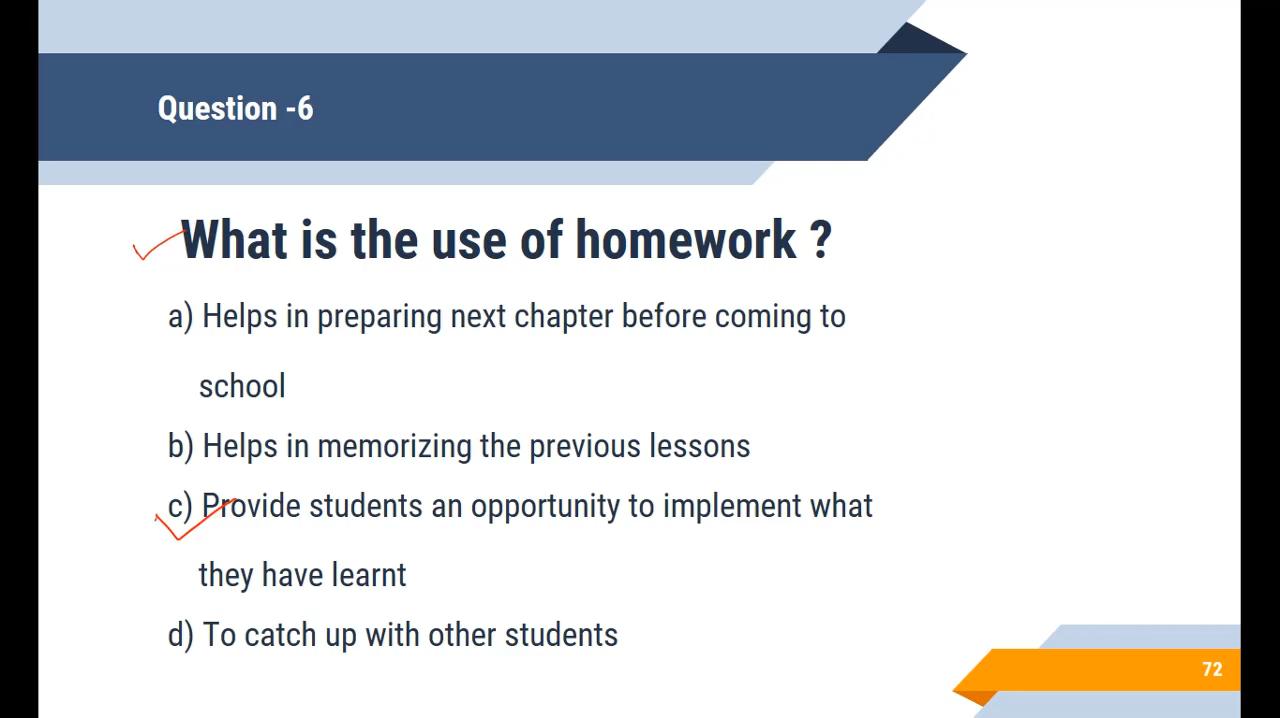 Question -6
What is the use of homework ?
a) Helps in preparing next chapter before coming to
school
b) Helps in memorizing the previous lessons
c) Provide students an opportunity to implement what
they have learnt
d) To catch up with other students
72